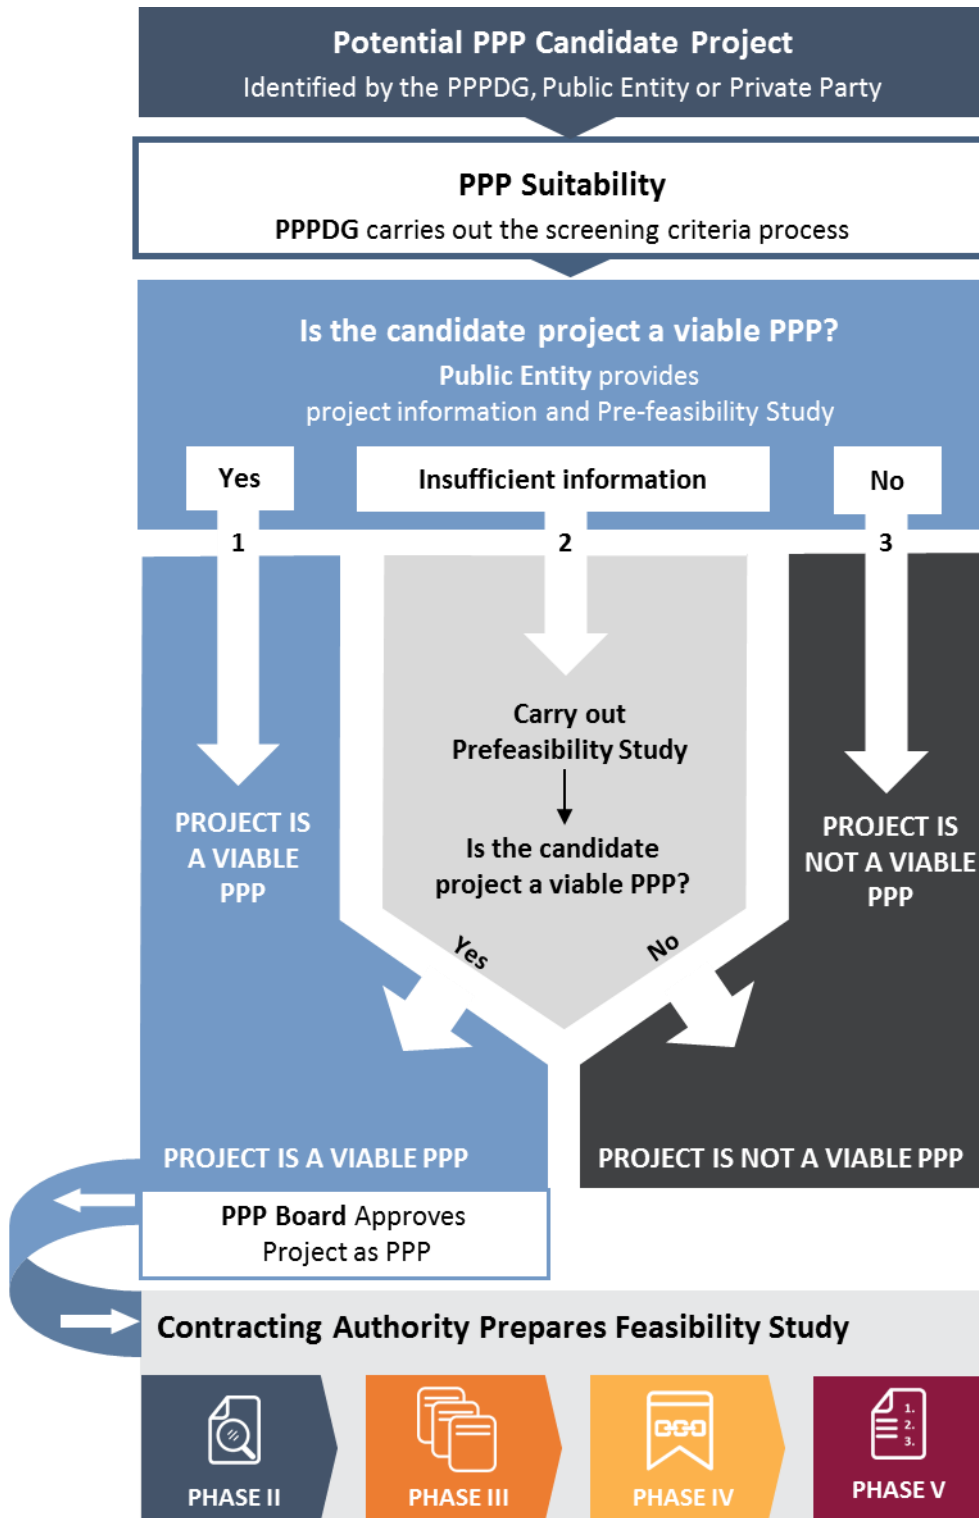 Potential PPP Candidate Project
Identified by the PPPDG, Public Entity or Private Party
PPP Suitability
PPPDG carries out the screening criteria process
Is the candidate project a viable PPP?
Public Entity provides
project information and Pre-feasibility Study
Yes
Insufficient information
No
1
2
3
Carry out
Prefeasibility Study
Is the candidate
project a viable PPP?
PROJECT IS
A VIABLE
PPP
PROJECT IS
NOT A VIABLE
PPP
Yes
No
PROJECT IS A VIABLE PPP
PROJECT IS NOT A VIABLE PPP
PPP Board Approves
Project as PPP
Contracting Authority Prepares Feasibility Study
1.
2.
3.
PHASE II
PHASE III
PHASE IV
PHASE V